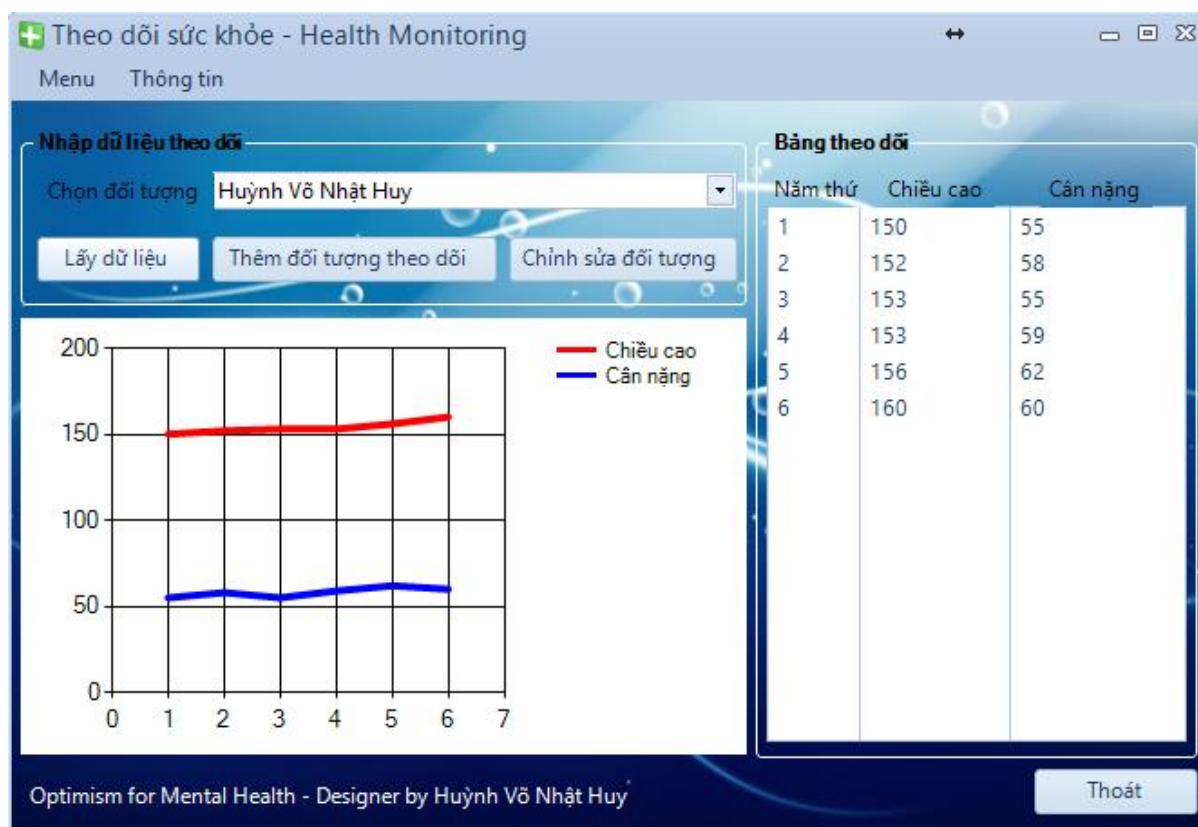 Theo dõi sức khỏe - Health Monitoring
Menu Thông tin
Nhập dữ liệu theo dõi
Chọn đối tượng Huỳnh Võ Nhật Huy
Lấy dữ liệu Thêm đối tượng theo dõi Chỉnh sửa đối tượng
200
150
100
50
0
0 1 2 3 4 5 6 7
Chiều cao
Cân nặng
Bảng theo dõi
Năm thứ Chiều cao Cân nặng
1 150 55
2 152 58
3 153 55
4 153 59
5 156 62
6 160 60
Optimism for Mental Health - Designer by Huỳnh Võ Nhật Huy
Thoát